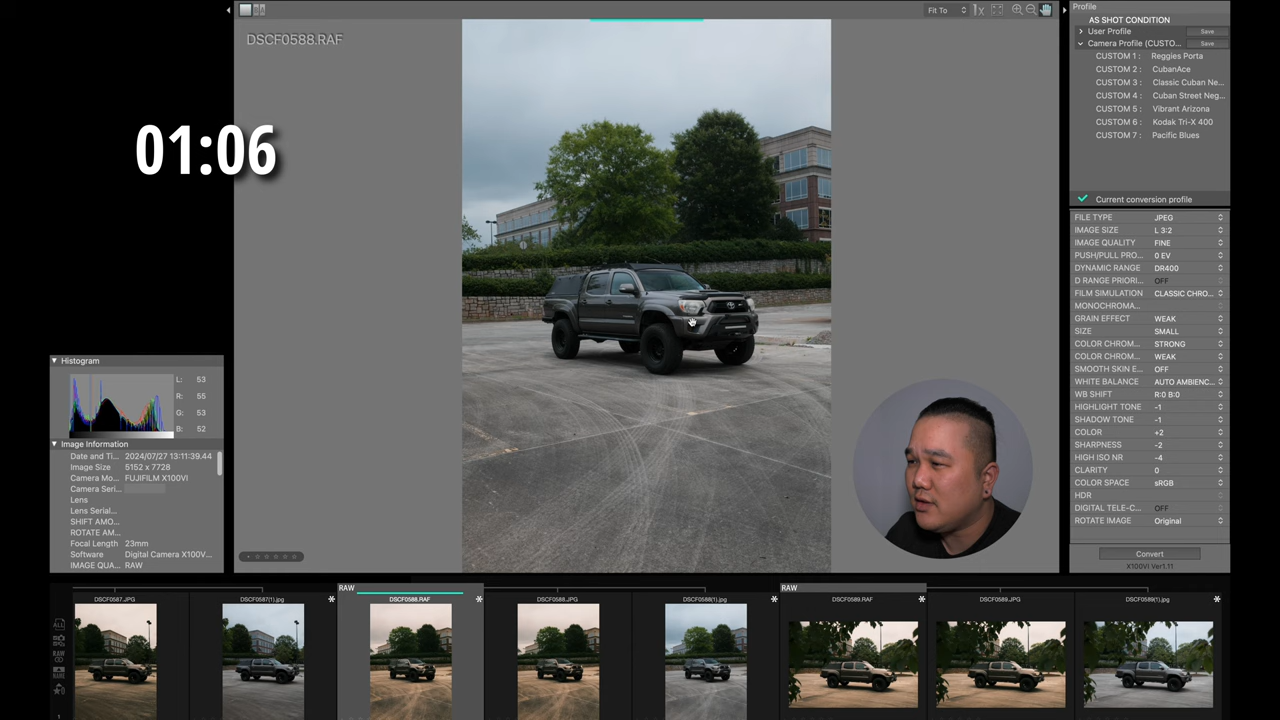 Fit To
Profile
AS SHOT CONDITION
User Profile Save
Camera Profile (CUSTO... Save
CUSTOM 1 : Reggies Porta
CUSTOM 2 : CubanAce
CUSTOM 3 : Classic Cuban Ne...
CUSTOM 4 : Cuban Street Neg...
CUSTOM 5 : Vibrant Arizona
CUSTOM 6 : Kodak Tri-X 400
CUSTOM 7 : Pacific Blues
DSCF0588.RAF
01:06
Current conversion profile
FILE TYPE JPEG
IMAGE SIZE L 3:2
IMAGE QUALITY FINE
PUSH/PULL PRO... 0 EV
DYNAMIC RANGE DR400
D RANGE PRIORI... OFF
FILM SIMULATION CLASSIC CHRO...
MONOCHROMA...
GRAIN EFFECT WEAK
SIZE SMALL
COLOR CHROM... STRONG
COLOR CHROM... WEAK
SMOOTH SKIN E... OFF
WHITE BALANCE AUTO AMBIENC...
WB SHIFT R:0 B:0
HIGHLIGHT TONE -1
SHADOW TONE -1
COLOR +2
SHARPNESS -2
HIGH ISO NR -4
CLARITY 0
COLOR SPACE sRGB
HDR
DIGITAL TELE-C... OFF
ROTATE IMAGE Original
Convert
X100VI Ver1.11
Histogram
L: 53
R: 55
G: 53
B: 52
Image Information
Date and Ti... 2024/07/27 13:11:39.44
Image Size 5152 x 7728
Camera Mo... FUJIFILM X100VI
Camera Seri...
Lens
Lens Serial...
SHIFT AMO...
ROTATE AM...
Focal Length 23mm
Software Digital Camera X100V...
IMAGE QUA... RAW
RAW RAW
DSCF0587.JPG DSCF0587(1).jpg DSCF0588.RAF DSCF0588.JPG DSCF0588(1).jpg DSCF0589.RAF DSCF0589.JPG DSCF0589(1).jpg
ALL
RAW
NAME